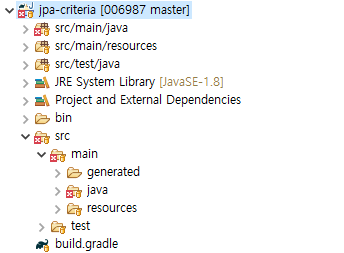 jpa-criteria [006987 master]
src/main/java
src/main/resources
src/test/java
JRE System Library [JavaSE-1.8]
Project and External Dependencies
bin
src
main
generated
java
resources
test
build.gradle